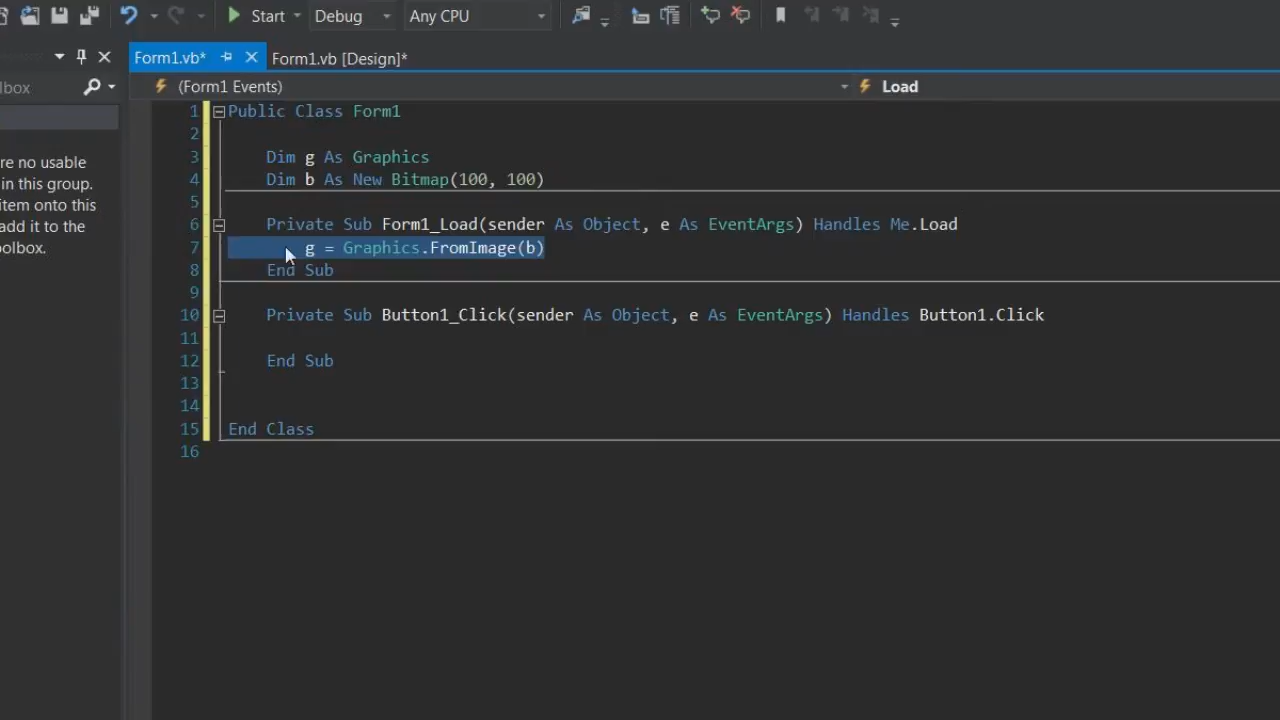 Start Debug Any CPU
Form1.vb* Form1.vb [Design]*
lbox (Form1 Events) Load
1 Public Class Form1
2
3 Dim g As Graphics
4 Dim b As New Bitmap(100, 100)
5
6 Private Sub Form1_Load(sender As Object, e As EventArgs) Handles Me.Load
7 g = Graphics.FromImage(b)
8 End Sub
9
10 Private Sub Button1_Click(sender As Object, e As EventArgs) Handles Button1.Click
11
12 End Sub
13
14
15 End Class
16
re no usable
in this group.
item onto this
add it to the
oolbox.